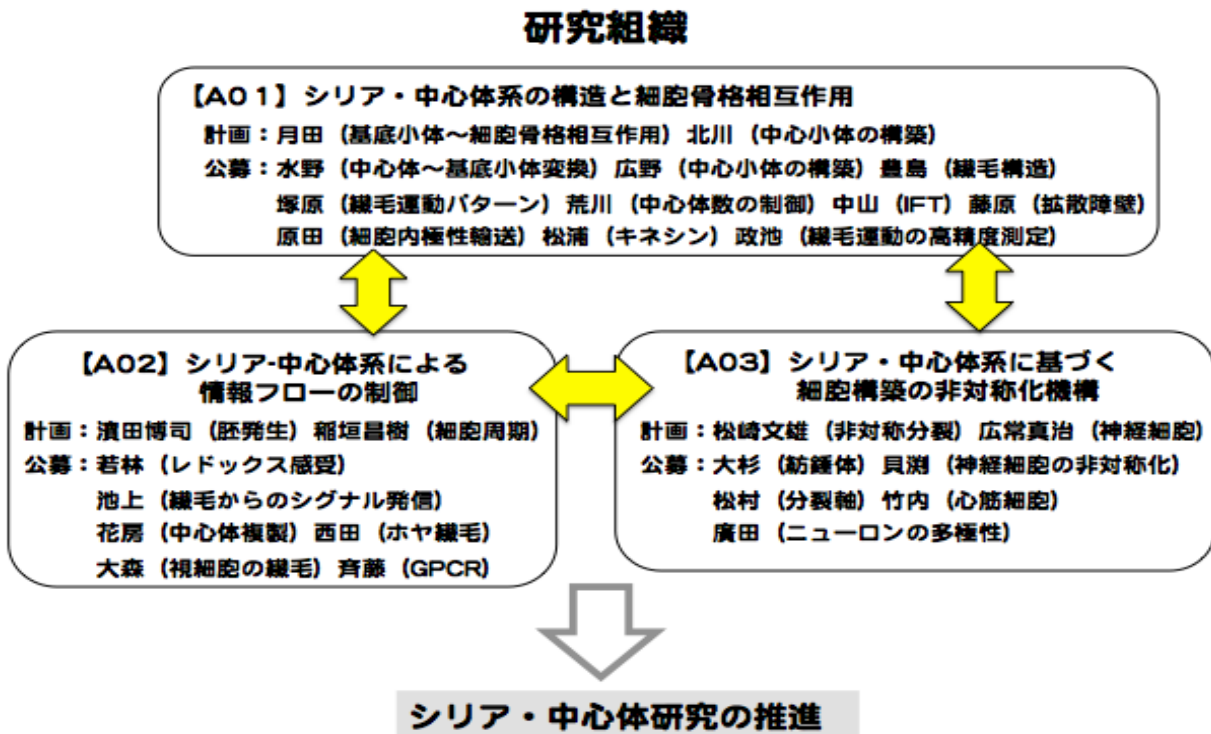 研究組織
【A01】シリア・中心体系の構造と細胞骨格相互作用
計画：月田（基底小体～細胞骨格相互作用）北川（中心小体の構築）
公募：水野（中心体～基底小体変換）広野（中心小体の構築）豊島（繊毛構造）
塚原（繊毛運動パターン）荒川（中心体数の制御）中山（IFT）藤原（拡散障壁）
原田（細胞内極性輸送）松浦（キネシン）政池（繊毛運動の高精度測定）
【A02】シリア-中心体系による
情報フローの制御
計画：濱田博司（胚発生）稲垣昌樹（細胞周期）
公募：若林（レドックス感受）
池上（繊毛からのシグナル発信）
花房（中心体複製）西田（ホヤ繊毛）
大森（視細胞の繊毛）斉藤（GPCR）
【A03】シリア・中心体系に基づく
細胞構築の非対称化機構
計画：松崎文雄（非対称分裂）広常真治（神経細胞）
公募：大杉（紡錘体）貝淵（神経細胞の非対称化）
松村（分裂軸）竹内（心筋細胞）
廣田（ニューロンの多極性）
シリア・中心体研究の推進